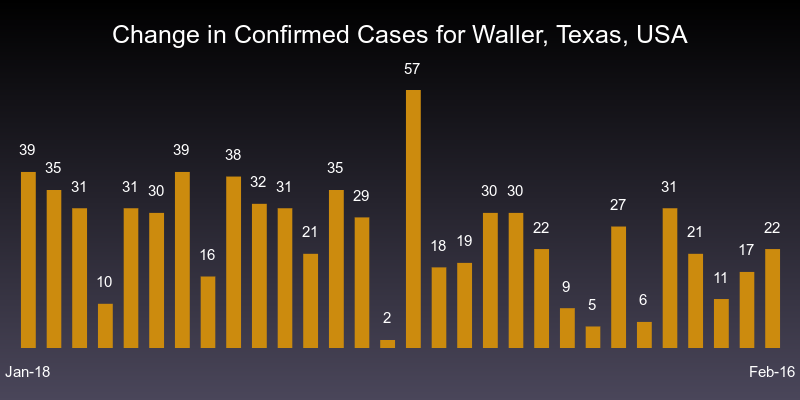 Change in Confirmed Cases for Waller, Texas, USA
39 35 31 10 31 30 39 16 38 32 31 21 35 29 2 57 18 19 30 30 22 9 5 27 6 31 21 11 17 22
Jan-18 Feb-16